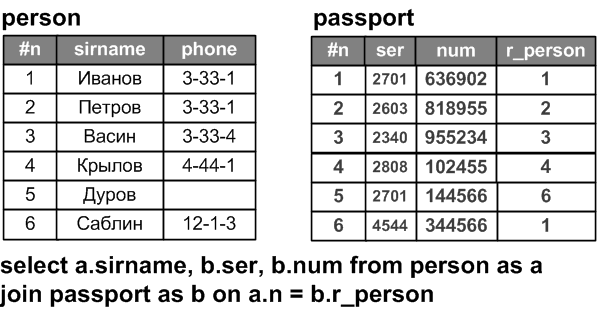 person passport
#n sirname phone #n ser num r_person
1 Иванов 3-33-1 1 2701 636902 1
2 Петров 3-33-1 2 2603 818955 2
3 Васин 3-33-4 3 2340 955234 3
4 Крылов 4-44-1 4 2808 102455 4
5 Дуров 5 2701 144566 6
6 Саблин 12-1-3 6 4544 344566 1
select a.sirname, b.ser, b.num from person as a
join passport as b on a.n = b.r_person